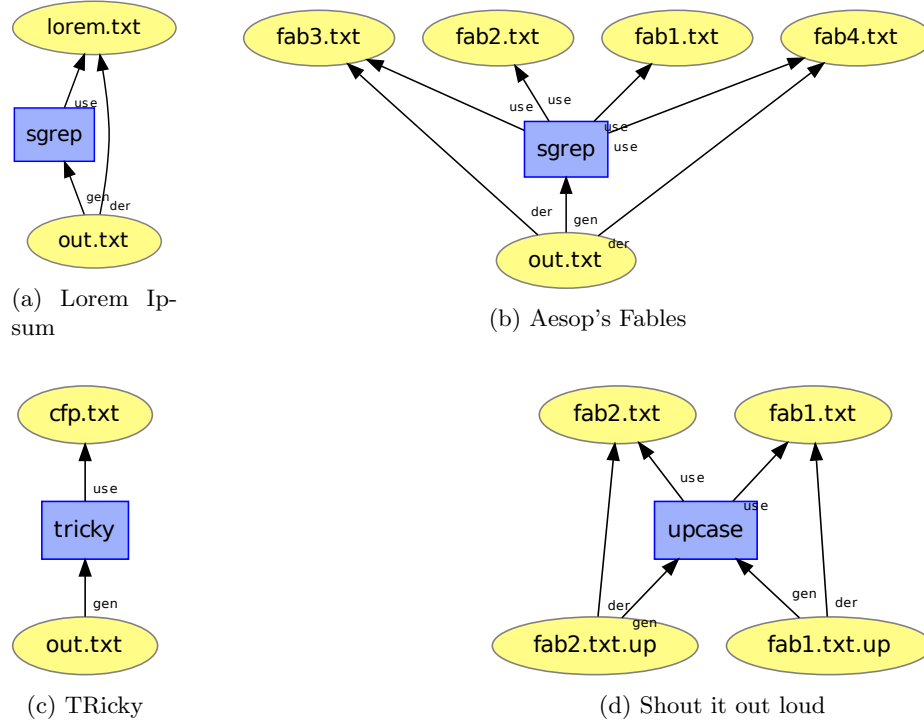 lorem.txt
use
sgrep
gen
der
out.txt
(a) Lorem Ip-
sum
fab3.txt
fab2.txt
fab1.txt
fab4.txt
use
use
use
use
sgrep
der
gen
der
out.txt
(b) Aesop's Fables
cfp.txt
use
tricky
gen
out.txt
(c) TRicky
fab2.txt
fab1.txt
use
use
upcase
der
gen
gen
der
fab2.txt.up
fab1.txt.up
(d) Shout it out loud